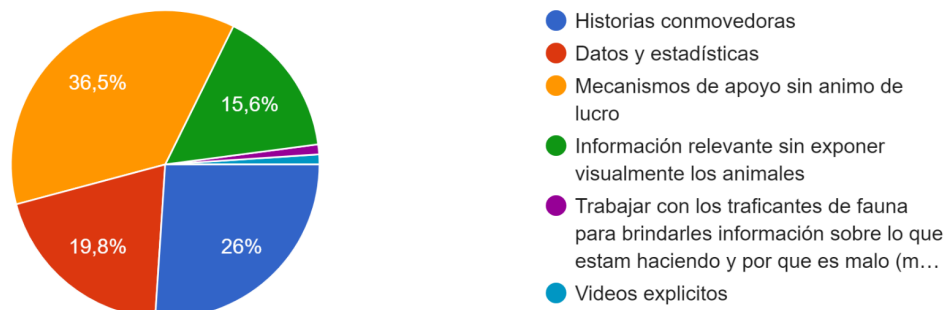 36,5%
15,6%
19,8%
26%
Historias conmovedoras
Datos y estadísticas
Mecanismos de apoyo sin animo de
lucro
Información relevante sin exponer
visualmente los animales
Trabajar con los traficantes de fauna
para brindarles información sobre lo que
estam haciendo y por que es malo (m…
Videos explicitos